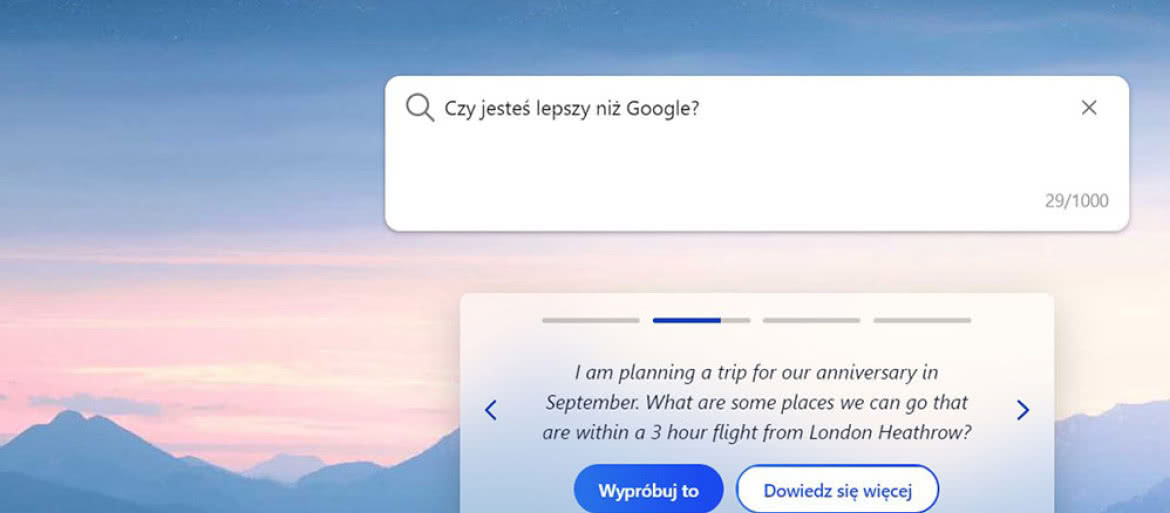 Czy jesteś lepszy niż Google?
29/1000
I am planning a trip for our anniversary in
September. What are some places we can go that
are within a 3 hour flight from London Heathrow?
Wypróbuj to
Dowiedz się więcej